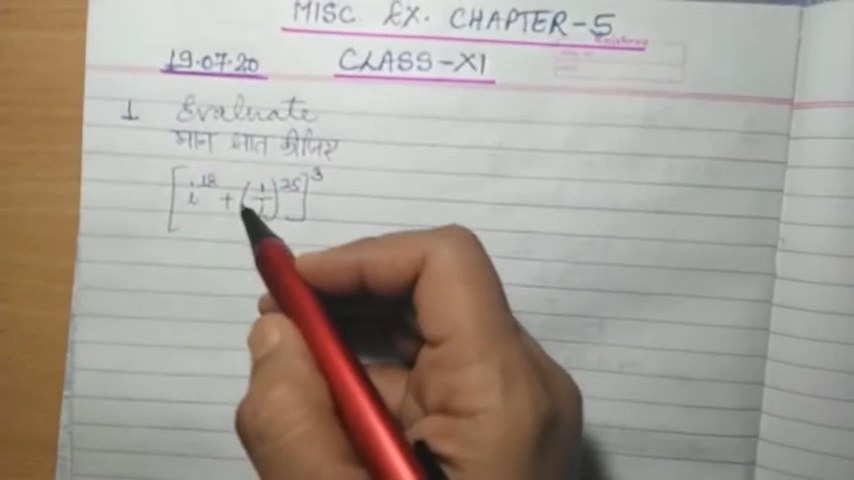 MISC. EX. CHAPTER-5
19.07.20 CLASS-XI
1 Evaluate
मान ज्ञात कीजिए
[i^18 + (1/i)^25]^3